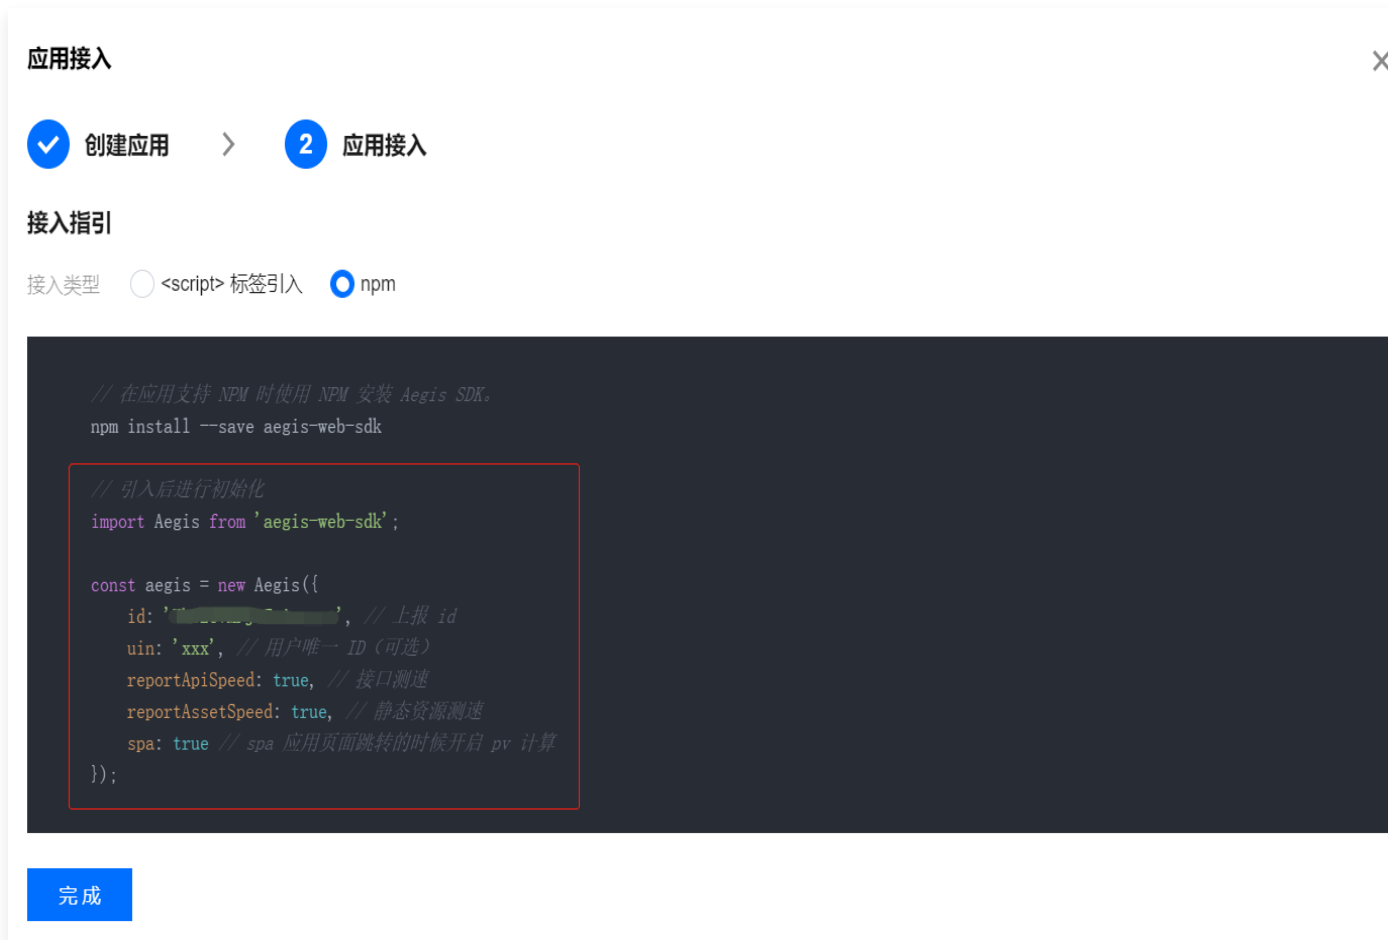 应用接入
创建应用
2 应用接入
接入指引
接入类型 <script> 标签引入 npm
// 在应用支持 NPM 时使用 NPM 安装 Aegis SDK。
npm install --save aegis-web-sdk
// 引入后进行初始化
import Aegis from 'aegis-web-sdk';
const aegis = new Aegis({
id: '', // 上报 id
uin: 'xxx', // 用户唯一 ID（可选）
reportApiSpeed: true, // 接口测速
reportAssetSpeed: true, // 静态资源测速
spa: true // spa 应用页面跳转的时候开启 pv 计算
});
完成